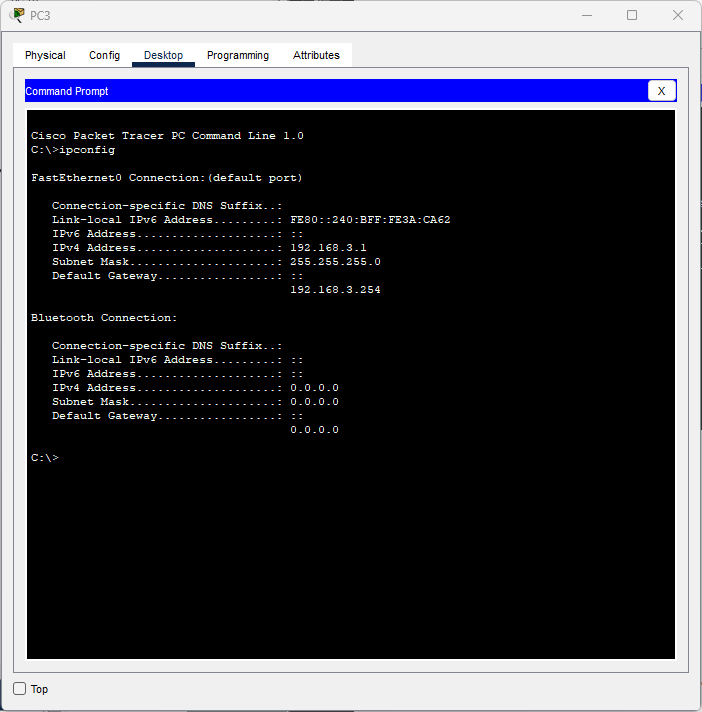 PC3
Physical Config Desktop Programming Attributes
Command Prompt X
Cisco Packet Tracer PC Command Line 1.0
C:\>ipconfig
FastEthernet0 Connection:(default port)
Connection-specific DNS Suffix..:
Link-local IPv6 Address.........: FE80::240:BFF:FE3A:CA62
IPv6 Address....................: ::
IPv4 Address....................: 192.168.3.1
Subnet Mask.....................: 255.255.255.0
Default Gateway.................: ::
192.168.3.254
Bluetooth Connection:
Connection-specific DNS Suffix..:
Link-local IPv6 Address.........: ::
IPv6 Address....................: ::
IPv4 Address....................: 0.0.0.0
Subnet Mask.....................: 0.0.0.0
Default Gateway.................: ::
0.0.0.0
C:\>
Top